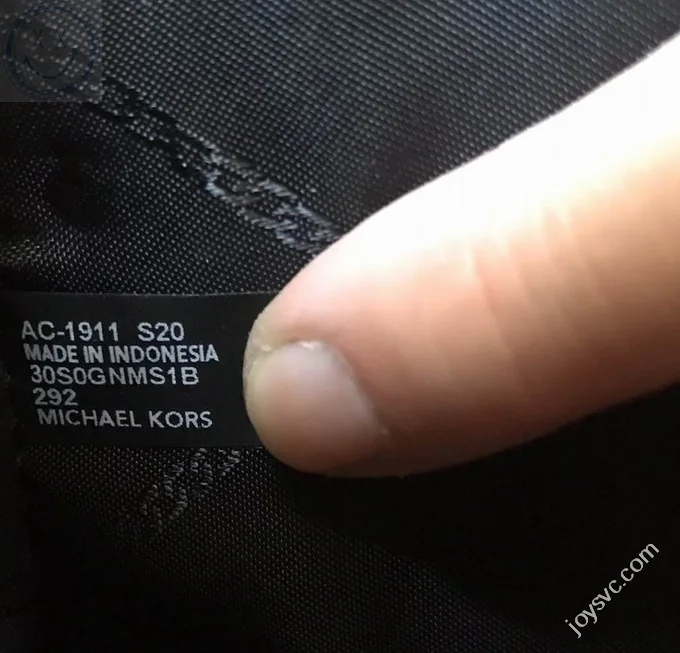 AC-1911 S20
MADE IN INDONESIA
30S0GNMS1B
292
MICHAEL KORS
joysvc.com